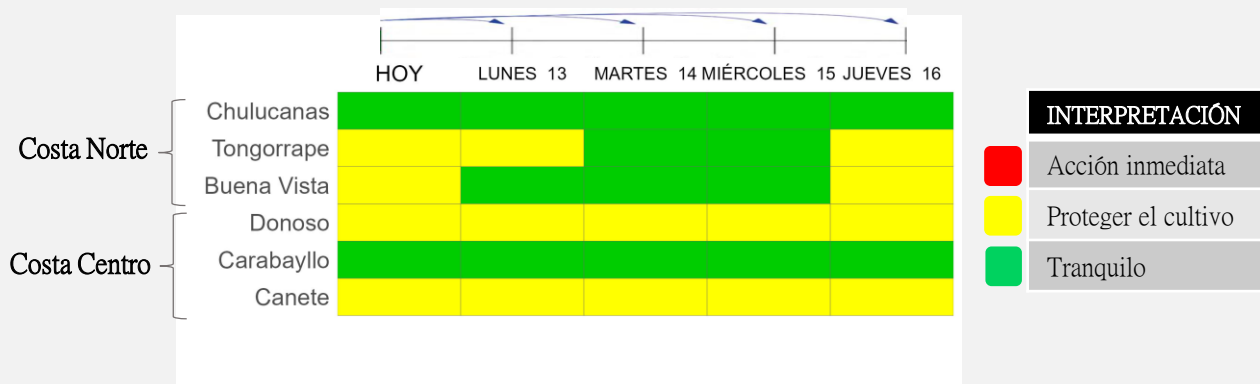 HOY LUNES 13 MARTES 14 MIÉRCOLES 15 JUEVES 16
Costa Norte
Chulucanas
Tongorrape
Buena Vista
Costa Centro
Donoso
Carabayllo
Canete
INTERPRETACIÓN
Acción inmediata
Proteger el cultivo
Tranquilo